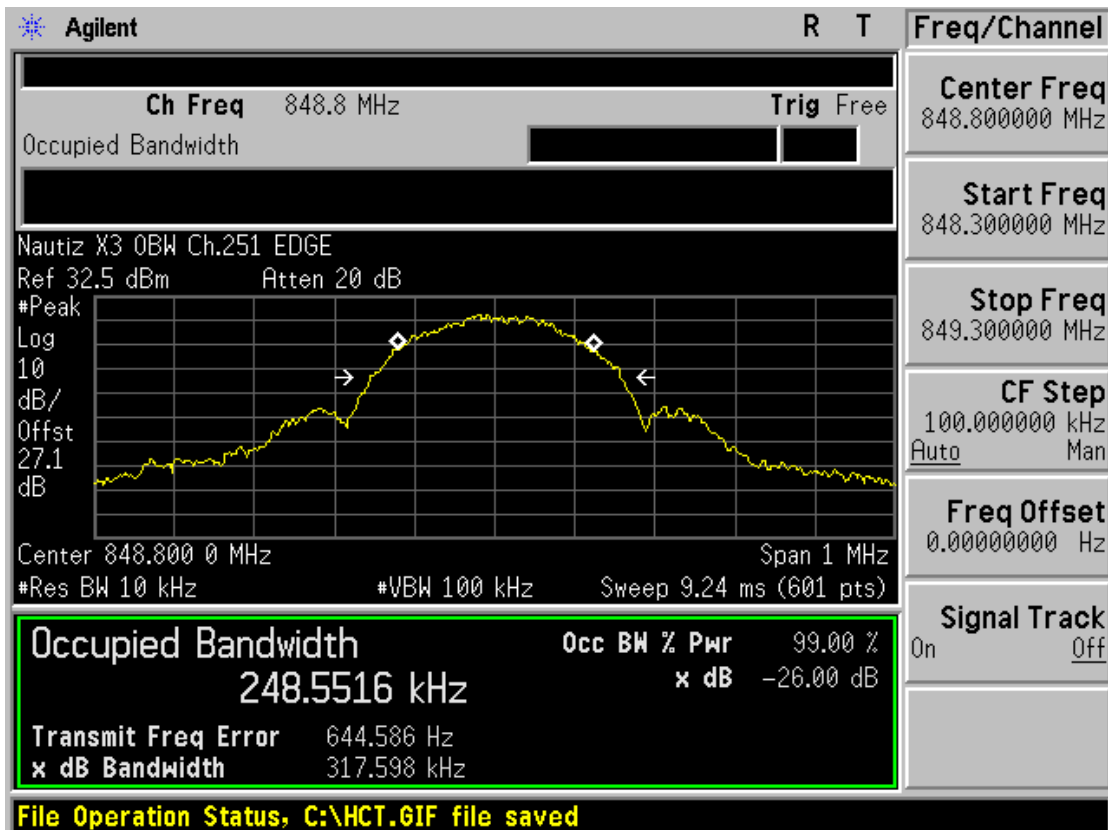 Agilent R T
Freq/Channel
Ch Freq 848.8 MHz Trig Free
Occupied Bandwidth
Center Freq
848.800000 MHz
Start Freq
848.300000 MHz
Stop Freq
849.300000 MHz
CF Step
100.000000 kHz
Auto Man
Freq Offset
0.00000000 Hz
Signal Track
On Off
Nautiz X3 OBW Ch.251 EDGE
Ref 32.5 dBm Atten 20 dB
#Peak
Log
10
dB/
Offst
27.1
dB
Center 848.800 0 MHz Span 1 MHz
#Res BW 10 kHz #VBW 100 kHz Sweep 9.24 ms (601 pts)
Occupied Bandwidth Occ BW % Pwr 99.00 %
248.5516 kHz x dB -26.00 dB
Transmit Freq Error 644.586 Hz
x dB Bandwidth 317.598 kHz
File Operation Status, C:\HCT.GIF file saved